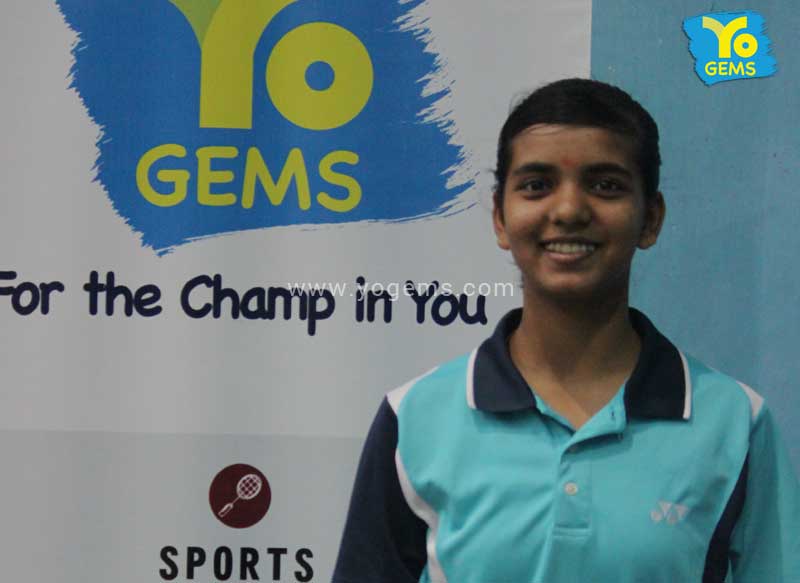 Yo
GEMS
Yo
GEMS
For the Champ in You
www.yogems.com
SPORTS